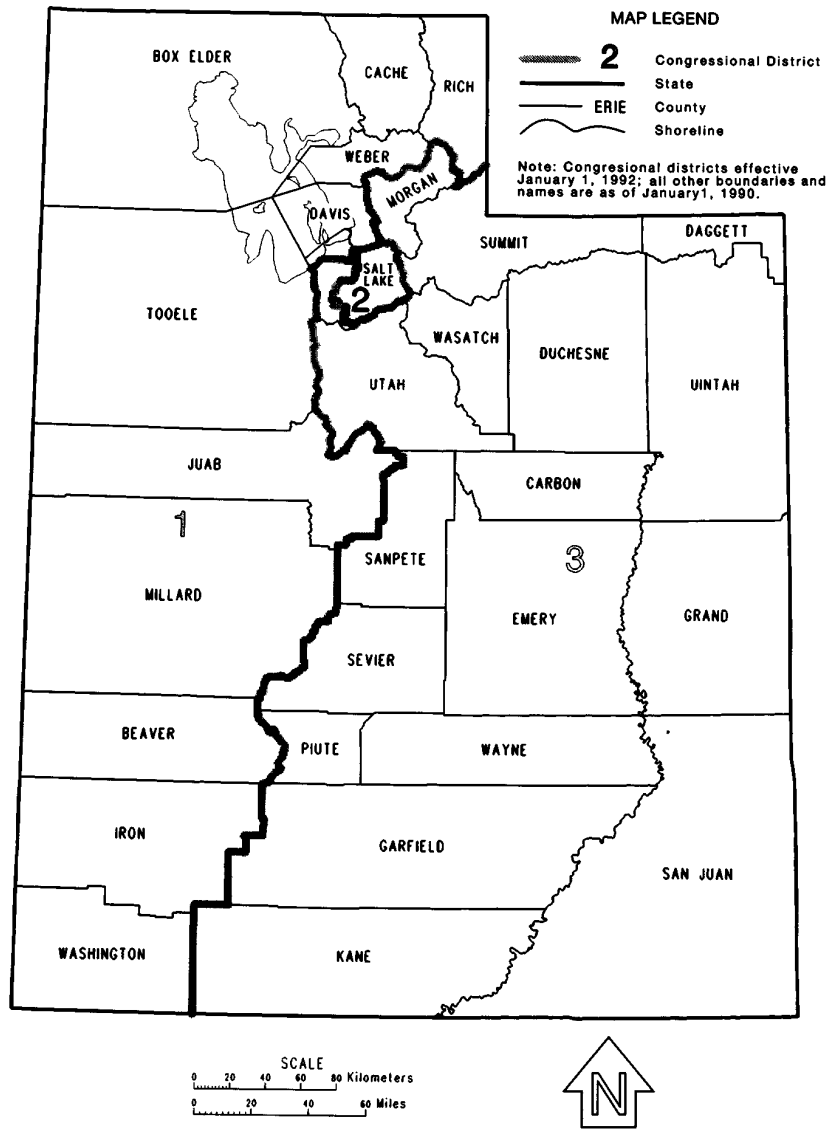 MAP LEGEND
2 Congressional District
State
ERIE County
Shoreline
Note: Congresional districts effective
January 1, 1992; all other boundaries and
names are as of January1, 1990.
BOX ELDER
CACHE
RICH
WEBER
MORGAN
DAVIS
SUMMIT
DAGGETT
SALT
LAKE
2
TOOELE
WASATCH
DUCHESNE
UINTAH
UTAH
JUAB
CARBON
1
SANPETE
3
MILLARD
EMERY
GRAND
SEVIER
BEAVER
PIUTE
WAYNE
IRON
GARFIELD
SAN JUAN
WASHINGTON
KANE
SCALE
0 20 40 60 80 Kilometers
0 20 40 60 Miles
N